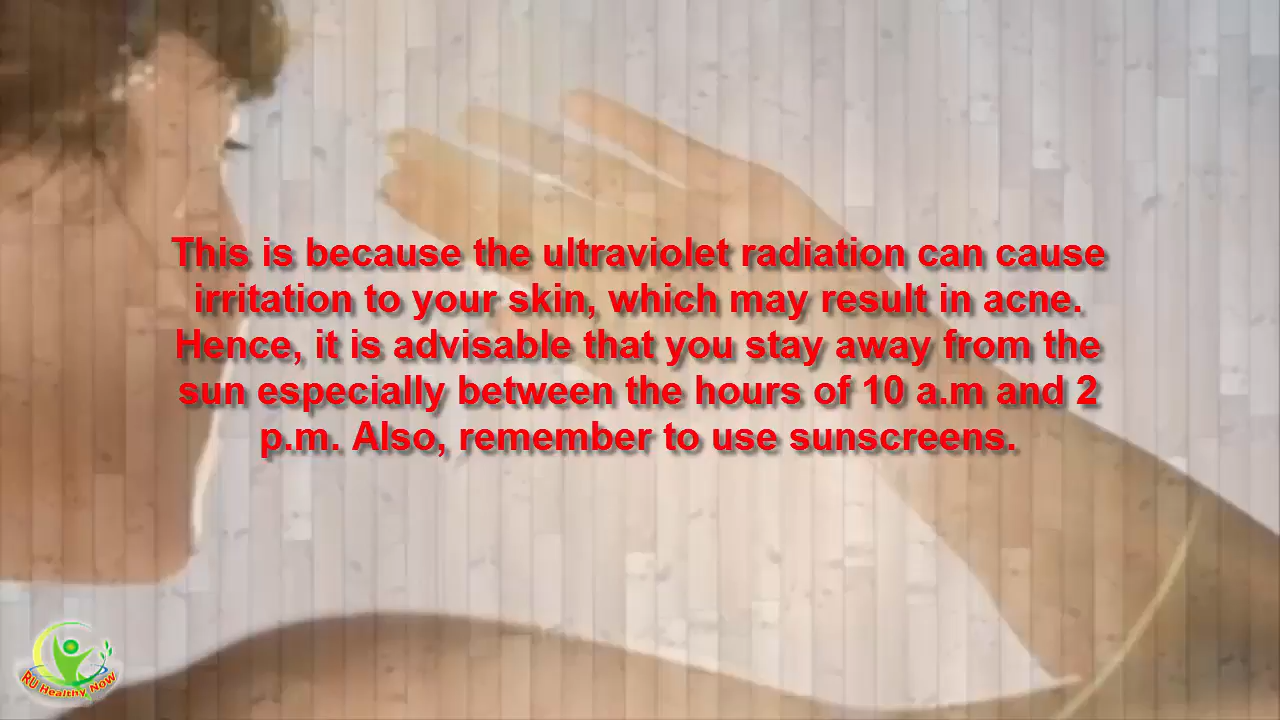 This is because the ultraviolet radiation can cause
irritation to your skin, which may result in acne.
Hence, it is advisable that you stay away from the
sun especially between the hours of 10 a.m and 2
p.m. Also, remember to use sunscreens.
RU Healthy Now